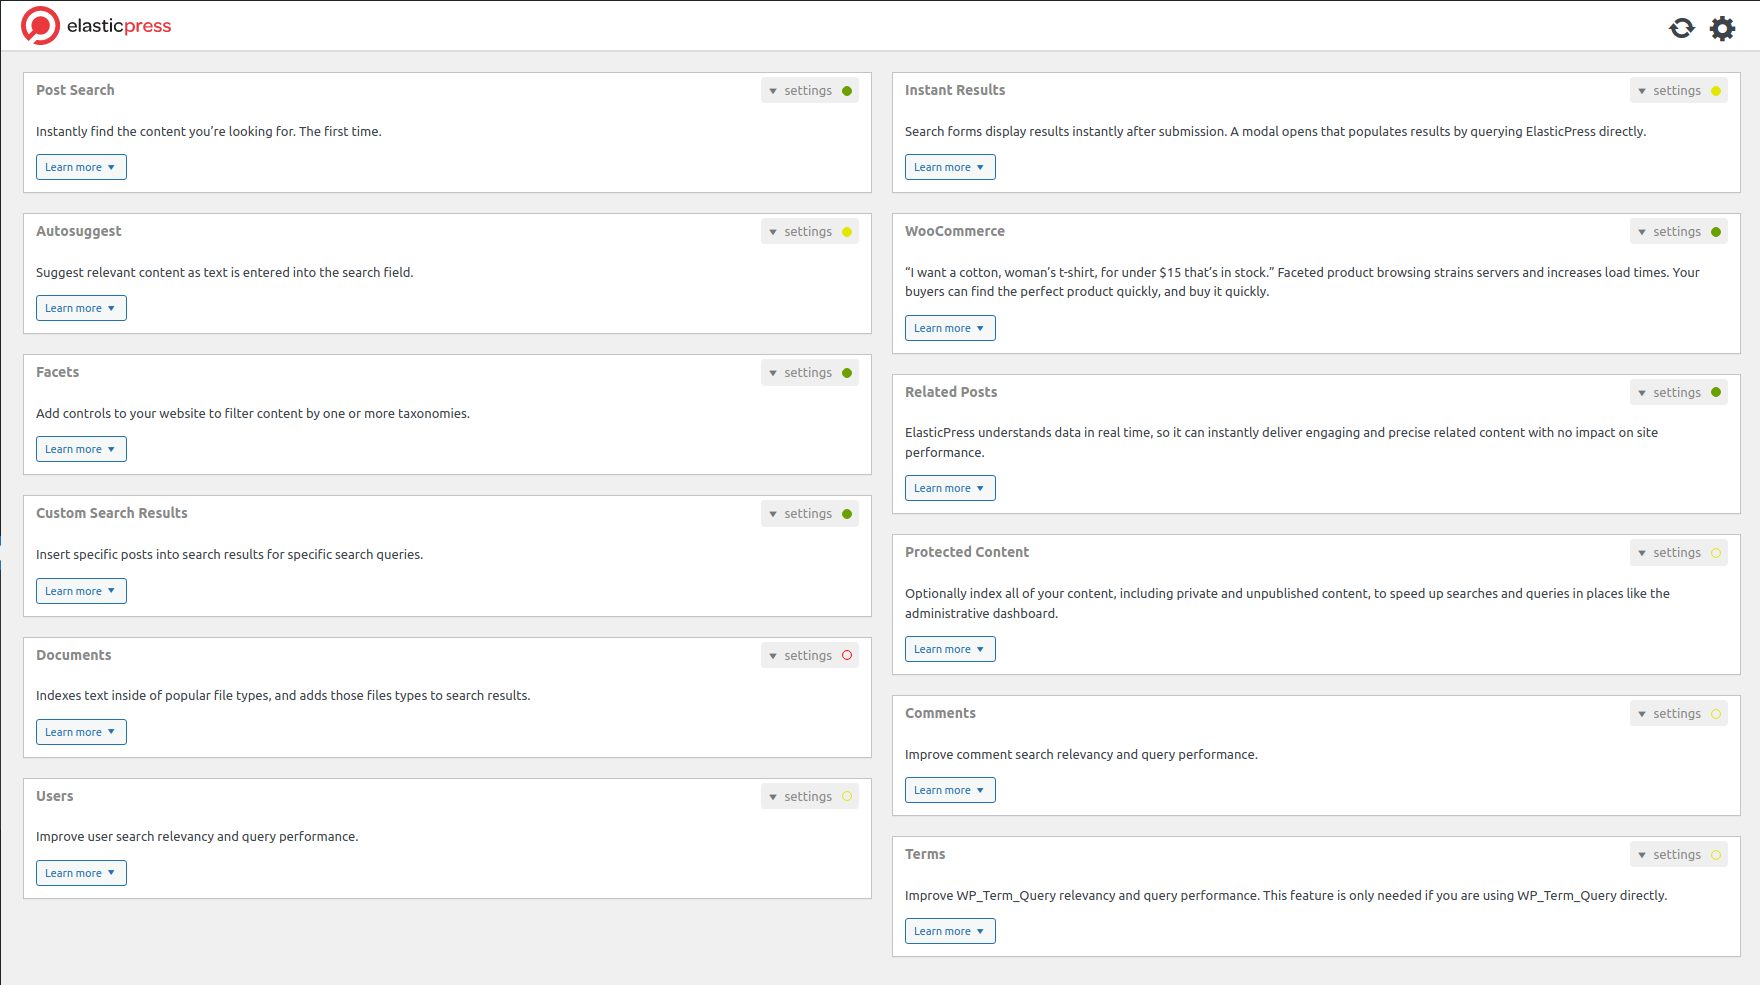 elasticpress
Post Search
settings
Instantly find the content you’re looking for. The first time.
Learn more
Autosuggest
settings
Suggest relevant content as text is entered into the search field.
Learn more
Facets
settings
Add controls to your website to filter content by one or more taxonomies.
Learn more
Custom Search Results
settings
Insert specific posts into search results for specific search queries.
Learn more
Documents
settings
Indexes text inside of popular file types, and adds those files types to search results.
Learn more
Users
settings
Improve user search relevancy and query performance.
Learn more
Instant Results
settings
Search forms display results instantly after submission. A modal opens that populates results by querying ElasticPress directly.
Learn more
WooCommerce
settings
“I want a cotton, woman’s t-shirt, for under $15 that’s in stock.” Faceted product browsing strains servers and increases load times. Your
buyers can find the perfect product quickly, and buy it quickly.
Learn more
Related Posts
settings
ElasticPress understands data in real time, so it can instantly deliver engaging and precise related content with no impact on site
performance.
Learn more
Protected Content
settings
Optionally index all of your content, including private and unpublished content, to speed up searches and queries in places like the
administrative dashboard.
Learn more
Comments
settings
Improve comment search relevancy and query performance.
Learn more
Terms
settings
Improve WP_Term_Query relevancy and query performance. This feature is only needed if you are using WP_Term_Query directly.
Learn more